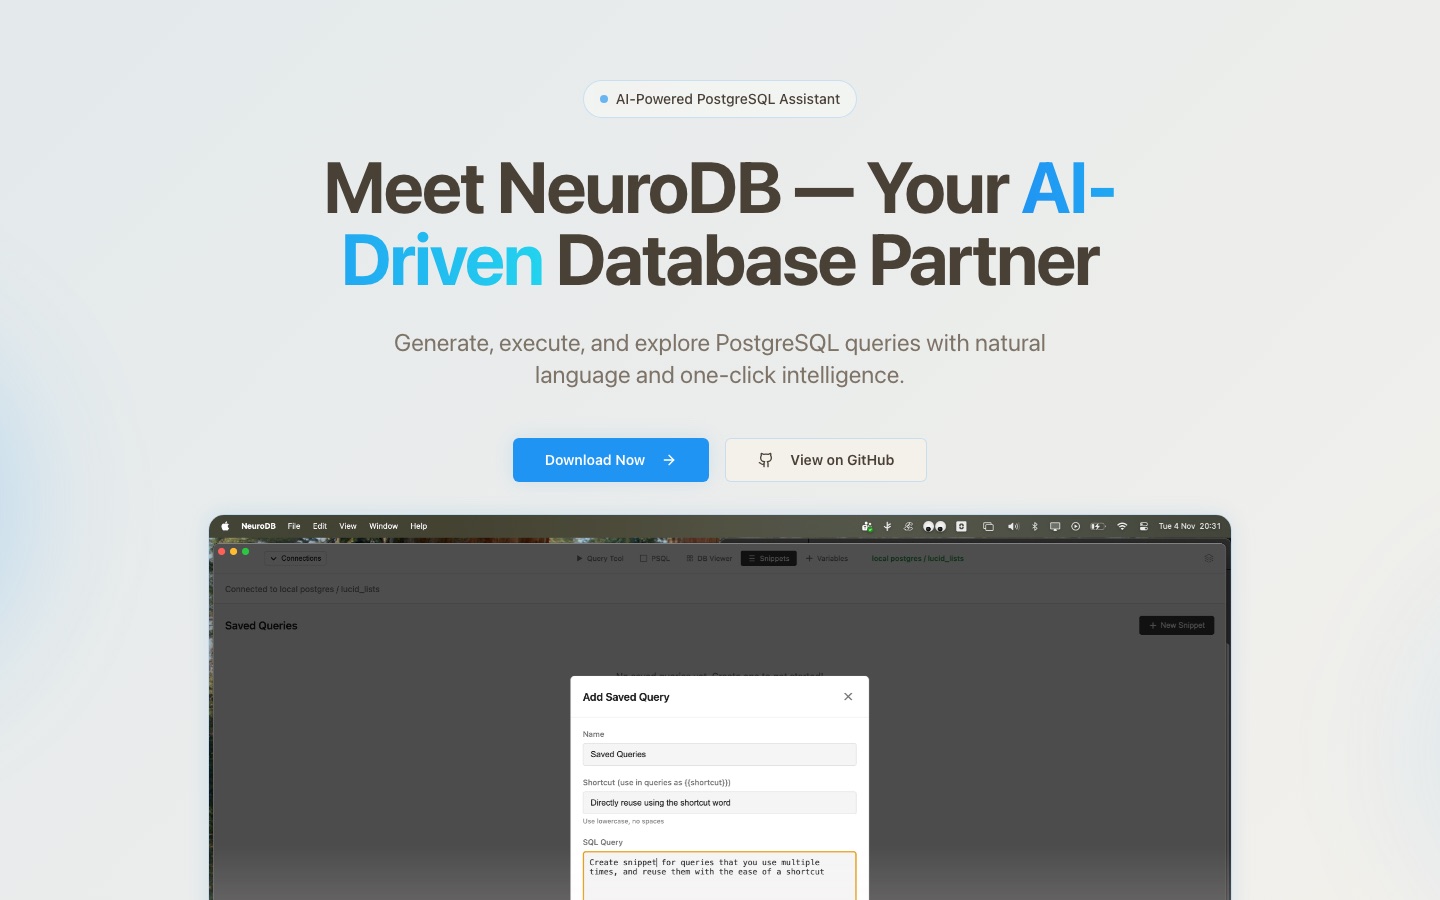 AI-Powered PostgreSQL Assistant
Meet NeuroDB — Your AI-
Driven Database Partner
Generate, execute, and explore PostgreSQL queries with natural
language and one-click intelligence.
Download Now
View on GitHub
NeuroDB File Edit View Window Help
Tue 4 Nov 20:31
Connections
Query Tool
PSQL
DB Viewer
Snippets
Variables
local postgres / lucid_lists
Connected to local postgres / lucid_lists
Saved Queries
New Snippet
Add Saved Query
Name
Saved Queries
Shortcut (use in queries as {{shortcut}})
Directly reuse using the shortcut word
Use lowercase, no spaces
SQL Query
Create snippet for queries that you use multiple
times, and reuse them with the ease of a shortcut